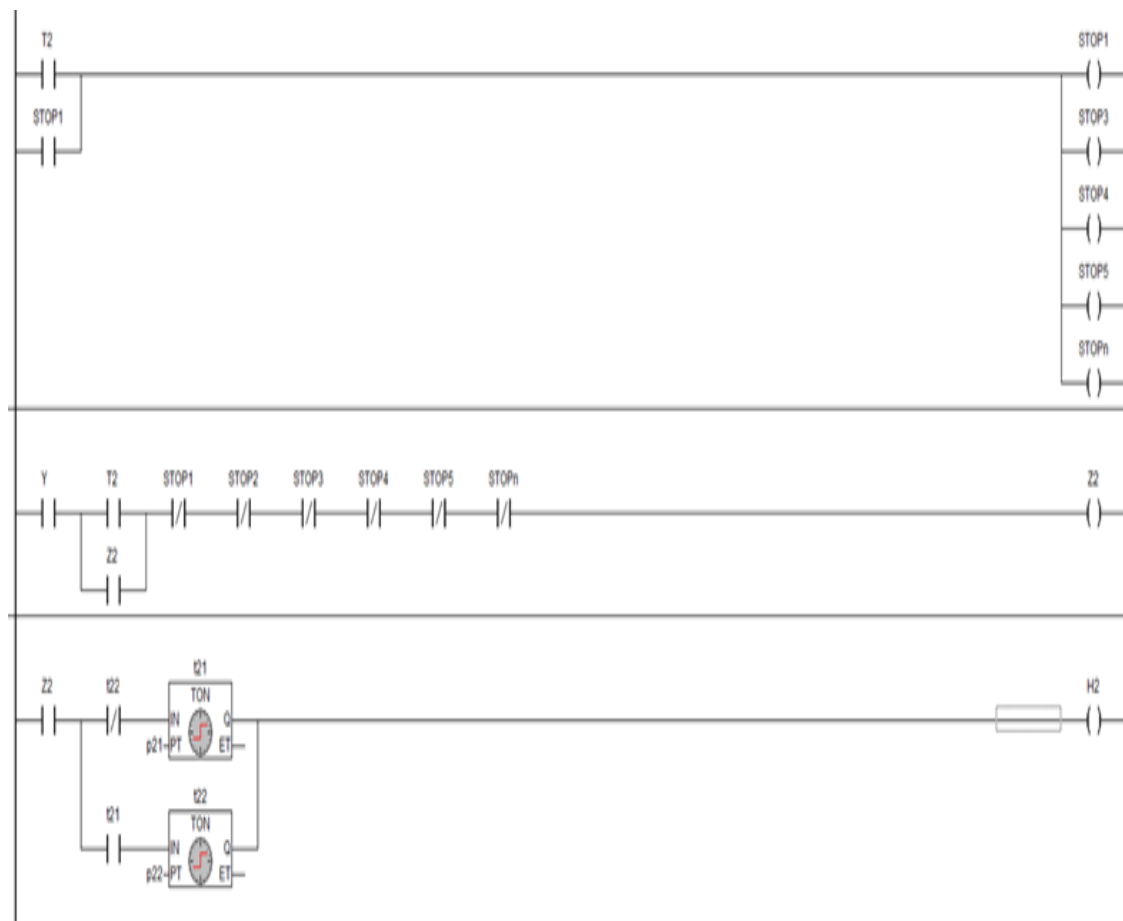 T2 STOP1
STOP1 STOP3
STOP4
STOP5
STOPn
Y T2 STOP1 STOP2 STOP3 STOP4 STOP5 STOPn Z2
Z2
t21
Z2 t22 TON H2
IN Q
p21 PT ET
t22
t21 TON
IN Q
p22 PT ET